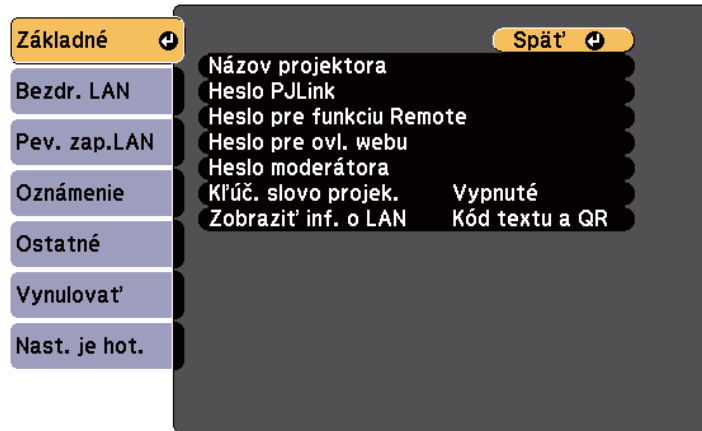 Základné
Bezdr. LAN
Pev. zap.LAN
Oznámenie
Ostatné
Vynulovať
Nast. je hot.
Späť
Názov projektora
Heslo PJLink
Heslo pre funkciu Remote
Heslo pre ovl. webu
Heslo moderátora
Kľúč. slovo projek. Vypnuté
Zobraziť inf. o LAN Kód textu a QR